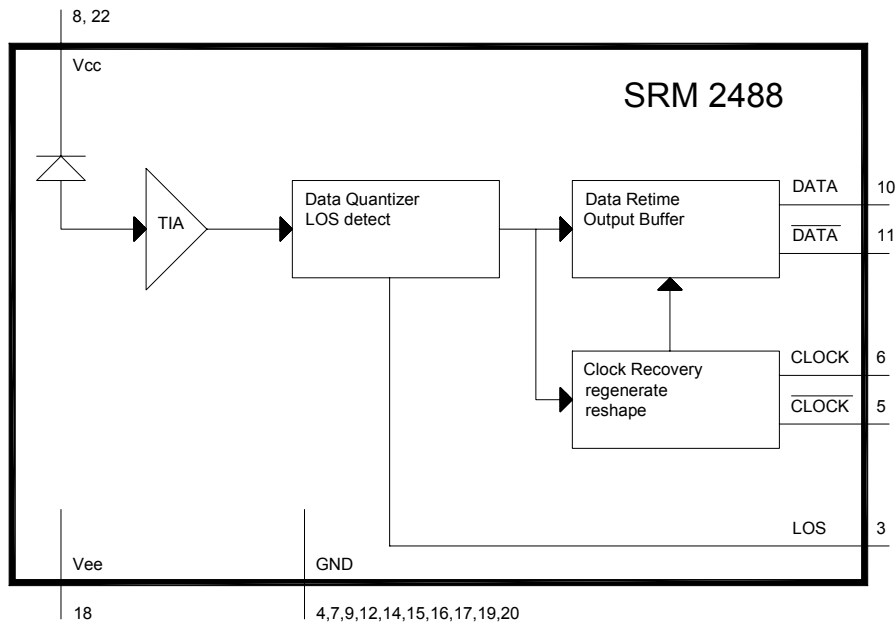 8, 22
Vcc
SRM 2488
TIA
Data Quantizer
LOS detect
Data Retime
Output Buffer
DATA 10
DATA 11
Clock Recovery
regenerate
reshape
CLOCK 6
CLOCK 5
LOS 3
Vee
GND
18
4,7,9,12,14,15,16,17,19,20